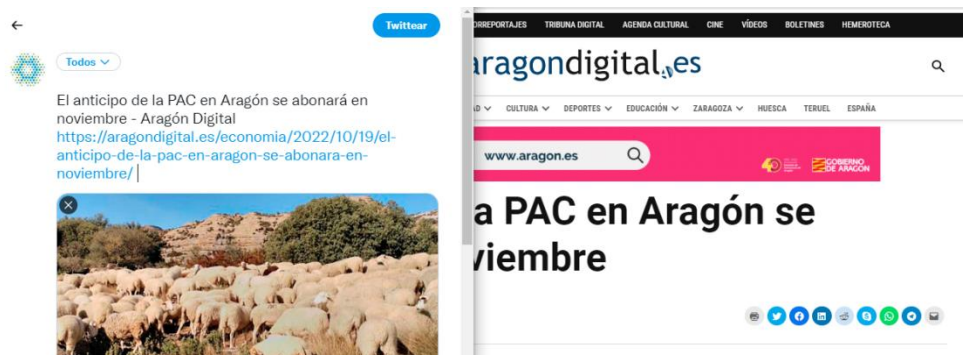 Twittear
Todos
El anticipo de la PAC en Aragón se abonará en
noviembre - Aragón Digital
https://aragondigital.es/economia/2022/10/19/el-
anticipo-de-la-pac-en-aragon-se-abonara-en-
noviembre/
ORREPORTAJES TRIBUNA DIGITAL AGENDA CULTURAL CINE VÍDEOS BOLETINES HEMEROTECA
aragondigital.es
AD CULTURA DEPORTES EDUCACIÓN ZARAGOZA HUESCA TERUEL ESPAÑA
www.aragon.es
GOBIERNO
DE ARAGON
a PAC en Aragón se
viembre